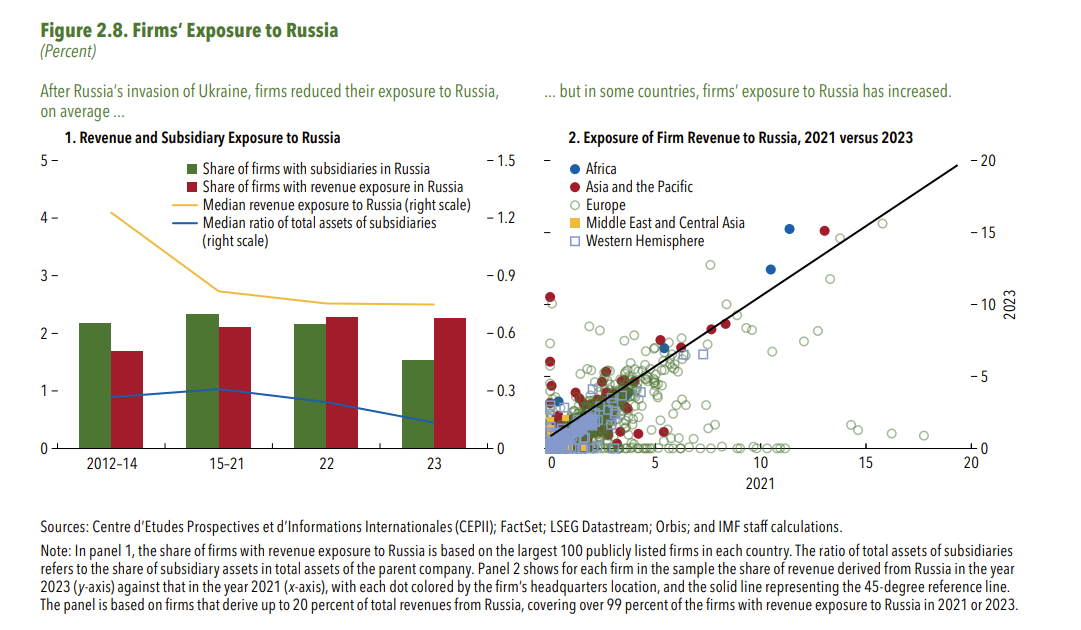 Figure 2.8. Firms’ Exposure to Russia
(Percent)
After Russia’s invasion of Ukraine, firms reduced their exposure to Russia,
on average ...
... but in some countries, firms’ exposure to Russia has increased.
1. Revenue and Subsidiary Exposure to Russia
Share of firms with subsidiaries in Russia
Share of firms with revenue exposure in Russia
Median revenue exposure to Russia (right scale)
Median ratio of total assets of subsidiaries
(right scale)
5
4
3
2
1
0
1.5
1.2
0.9
0.6
0.3
0
2012–14
15–21
22
23
2. Exposure of Firm Revenue to Russia, 2021 versus 2023
Africa
Asia and the Pacific
Europe
Middle East and Central Asia
Western Hemisphere
20
15
10
5
0
2023
0
5
10
15
20
2021
Sources: Centre d’Etudes Prospectives et d’Informations Internationales (CEPII); FactSet; LSEG Datastream; Orbis; and IMF staff calculations.
Note: In panel 1, the share of firms with revenue exposure to Russia is based on the largest 100 publicly listed firms in each country. The ratio of total assets of subsidiaries
refers to the share of subsidiary assets in total assets of the parent company. Panel 2 shows for each firm in the sample the share of revenue derived from Russia in the year
2023 (y-axis) against that in the year 2021 (x-axis), with each dot colored by the firm’s headquarters location, and the solid line representing the 45-degree reference line.
The panel is based on firms that derive up to 20 percent of total revenues from Russia, covering over 99 percent of the firms with revenue exposure to Russia in 2021 or 2023.